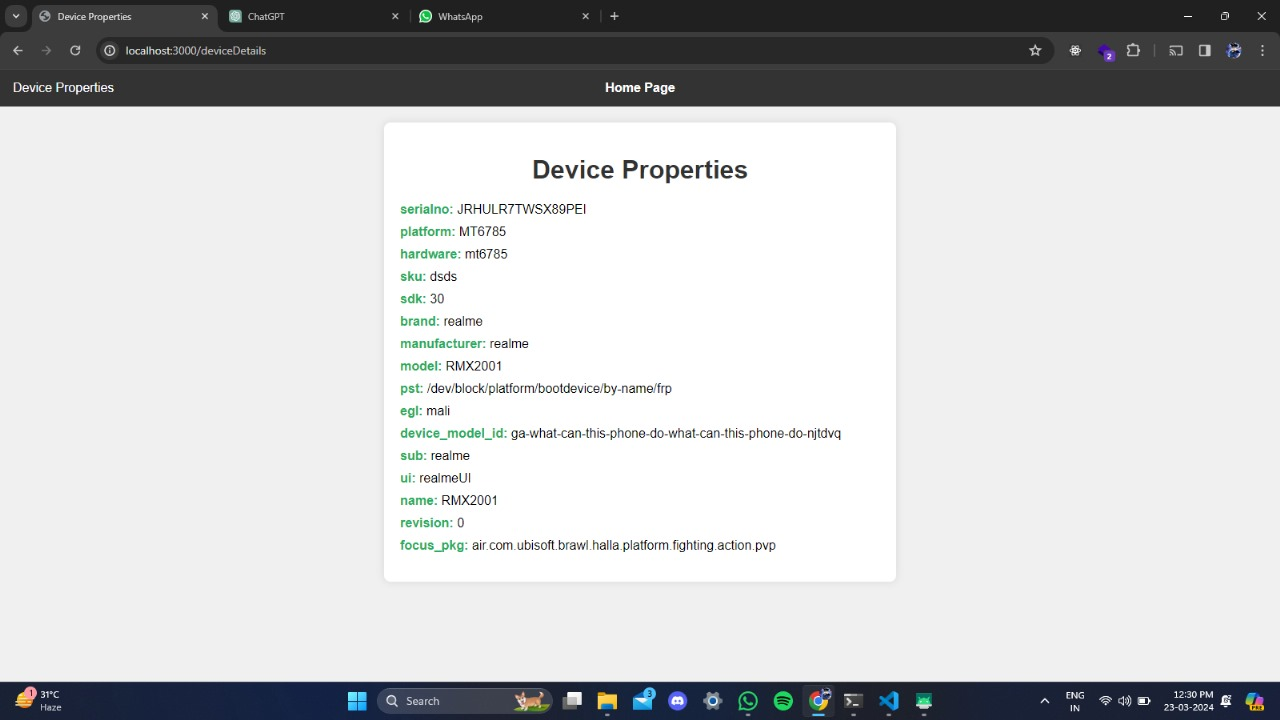 Device Properties
ChatGPT
WhatsApp
localhost:3000/deviceDetails
2
Device Properties
Home Page
Device Properties
serialno: JRHULR7TWSX89PEI
platform: MT6785
hardware: mt6785
sku: dsds
sdk: 30
brand: realme
manufacturer: realme
model: RMX2001
pst: /dev/block/platform/bootdevice/by-name/frp
egl: mali
device_model_id: ga-what-can-this-phone-do-what-can-this-phone-do-njtdvq
sub: realme
ui: realmeUI
name: RMX2001
revision: 0
focus_pkg: air.com.ubisoft.brawl.halla.platform.fighting.action.pvp
1
31°C
Haze
Search
3
ENG
IN
12:30 PM
23-03-2024
PRE